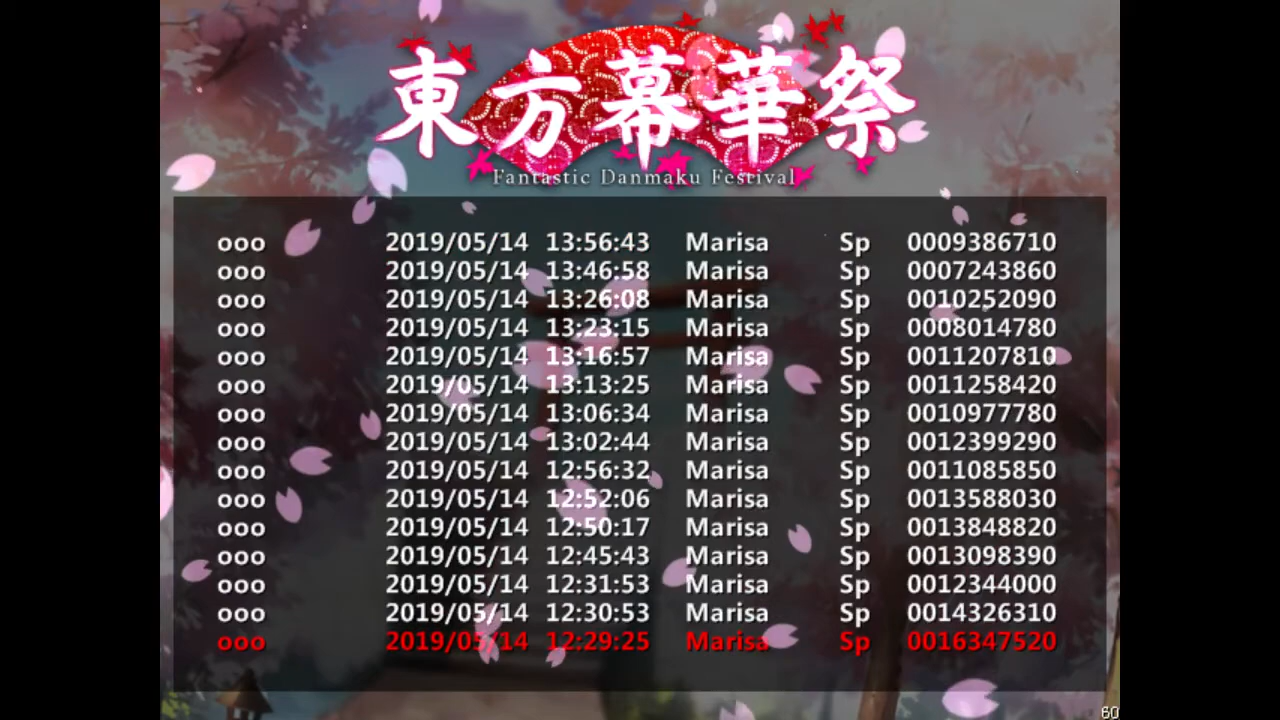 東方幕華祭
Fantastic Danmaku Festival
ooo 2019/05/14 13:56:43 Marisa Sp 0009386710
ooo 2019/05/14 13:46:58 Marisa Sp 0007243860
ooo 2019/05/14 13:26:08 Marisa Sp 0010252090
ooo 2019/05/14 13:23:15 Marisa Sp 0008014780
ooo 2019/05/14 13:16:57 Marisa Sp 0011207810
ooo 2019/05/14 13:13:25 Marisa Sp 0011258420
ooo 2019/05/14 13:06:34 Marisa Sp 0010977780
ooo 2019/05/14 13:02:44 Marisa Sp 0012399290
ooo 2019/05/14 12:56:32 Marisa Sp 0011085850
ooo 2019/05/14 12:52:06 Marisa Sp 0013588030
ooo 2019/05/14 12:50:17 Marisa Sp 0013848820
ooo 2019/05/14 12:45:43 Marisa Sp 0013098390
ooo 2019/05/14 12:31:53 Marisa Sp 0012344000
ooo 2019/05/14 12:30:53 Marisa Sp 0014326310
ooo 2019/05/14 12:29:25 Marisa Sp 0016347520
60